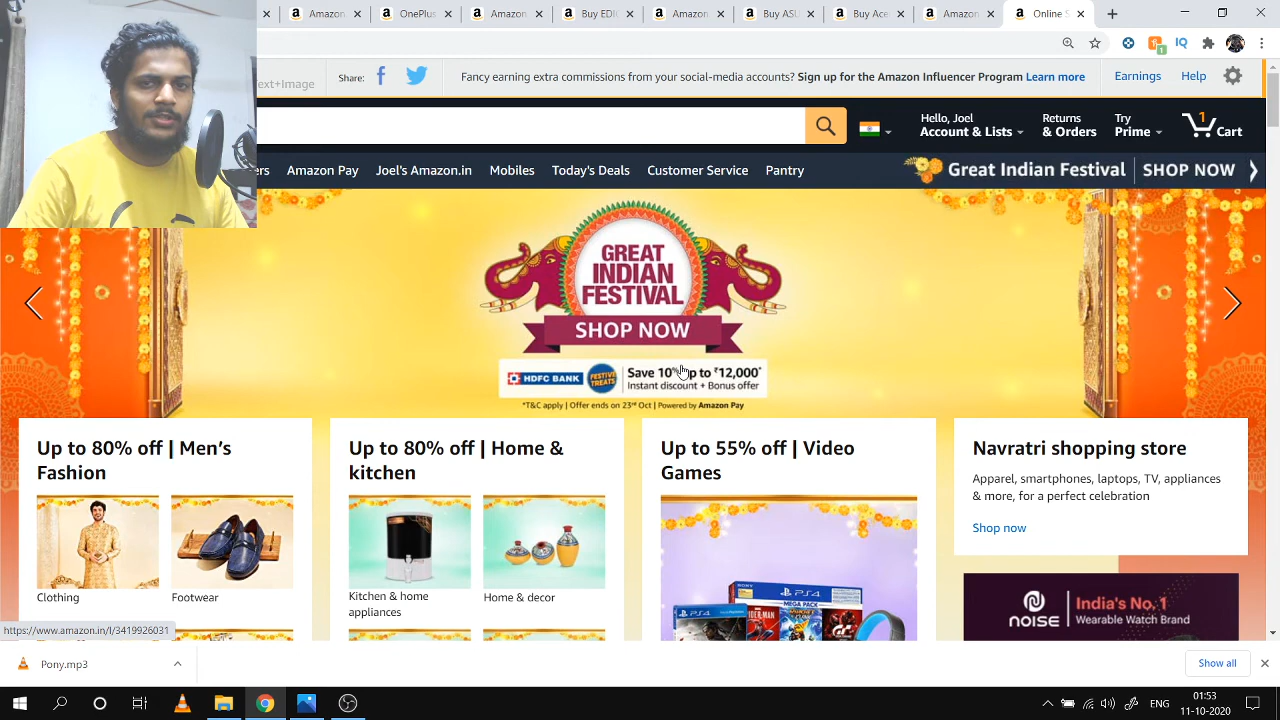 Amazon
OnePlus
Amazon
Buy EDI
Amazon
Buy ASU
Buy Ace
Amazon
Online S
ext+Image
Share:
Fancy earning extra commissions from your social-media accounts? Sign up for the Amazon Influencer Program Learn more
Earnings
Help
Hello, Joel
Account & Lists
Returns
& Orders
Try
Prime
1
Cart
ers
Amazon Pay
Joel's Amazon.in
Mobiles
Today's Deals
Customer Service
Pantry
Great Indian Festival
SHOP NOW
GREAT
INDIAN
FESTIVAL
SHOP NOW
HDFC BANK
FESTIVE
TREATS
Save 10% up to ₹12,000*
Instant discount + Bonus offer
*T&C apply | Offer ends on 23rd Oct | Powered by Amazon Pay
Up to 80% off | Men's
Fashion
Clothing
Footwear
Up to 80% off | Home &
kitchen
Kitchen & home
appliances
Home & decor
Up to 55% off | Video
Games
SONY
PS4
MEGA PACK
Navratri shopping store
Apparel, smartphones, laptops, TV, appliances
& more, for a perfect celebration
Shop now
noise
India's No. 1
Wearable Watch Brand
https://www.amazon.in/l/3419926031
Pony.mp3
Show all
ENG
01:53
11-10-2020